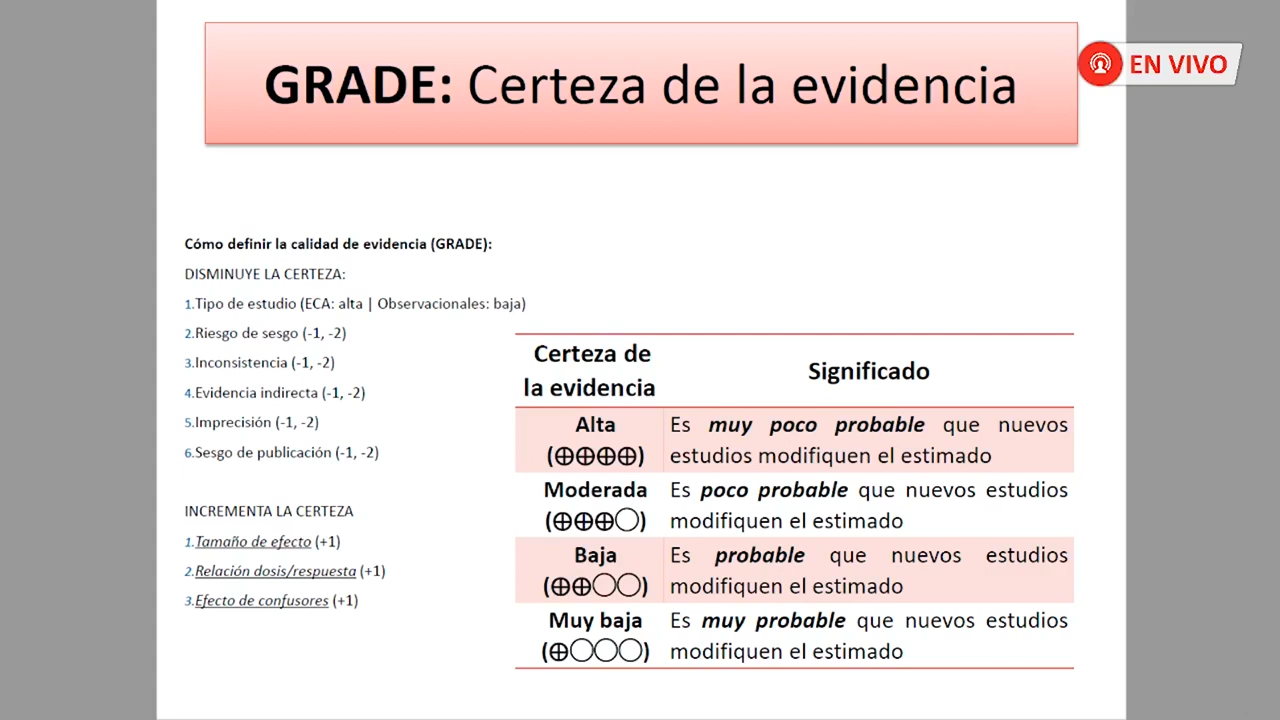 GRADE: Certeza de la evidencia
EN VIVO
Cómo definir la calidad de evidencia (GRADE):
DISMINUYE LA CERTEZA:
1.Tipo de estudio (ECA: alta | Observacionales: baja)
2.Riesgo de sesgo (-1, -2)
3.Inconsistencia (-1, -2)
4.Evidencia indirecta (-1, -2)
5.Imprecisión (-1, -2)
6.Sesgo de publicación (-1, -2)
INCREMENTA LA CERTEZA
1.Tamaño de efecto (+1)
2.Relación dosis/respuesta (+1)
3.Efecto de confusores (+1)
Certeza de
la evidencia
Significado
Alta
(⊕⊕⊕⊕)
Es muy poco probable que nuevos
estudios modifiquen el estimado
Moderada
(⊕⊕⊕◯)
Es poco probable que nuevos estudios
modifiquen el estimado
Baja
(⊕⊕◯◯)
Es probable que nuevos estudios
modifiquen el estimado
Muy baja
(⊕◯◯◯)
Es muy probable que nuevos estudios
modifiquen el estimado